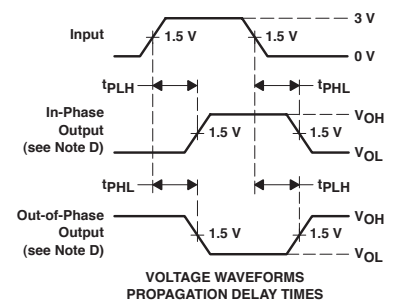 3 V
Input
1.5 V
1.5 V
0 V
tPLH
tPHL
In-Phase
Output
(see Note D)
VOH
1.5 V
1.5 V
VOL
tPHL
tPLH
Out-of-Phase
Output
(see Note D)
VOH
1.5 V
1.5 V
VOL
VOLTAGE WAVEFORMS
PROPAGATION DELAY TIMES